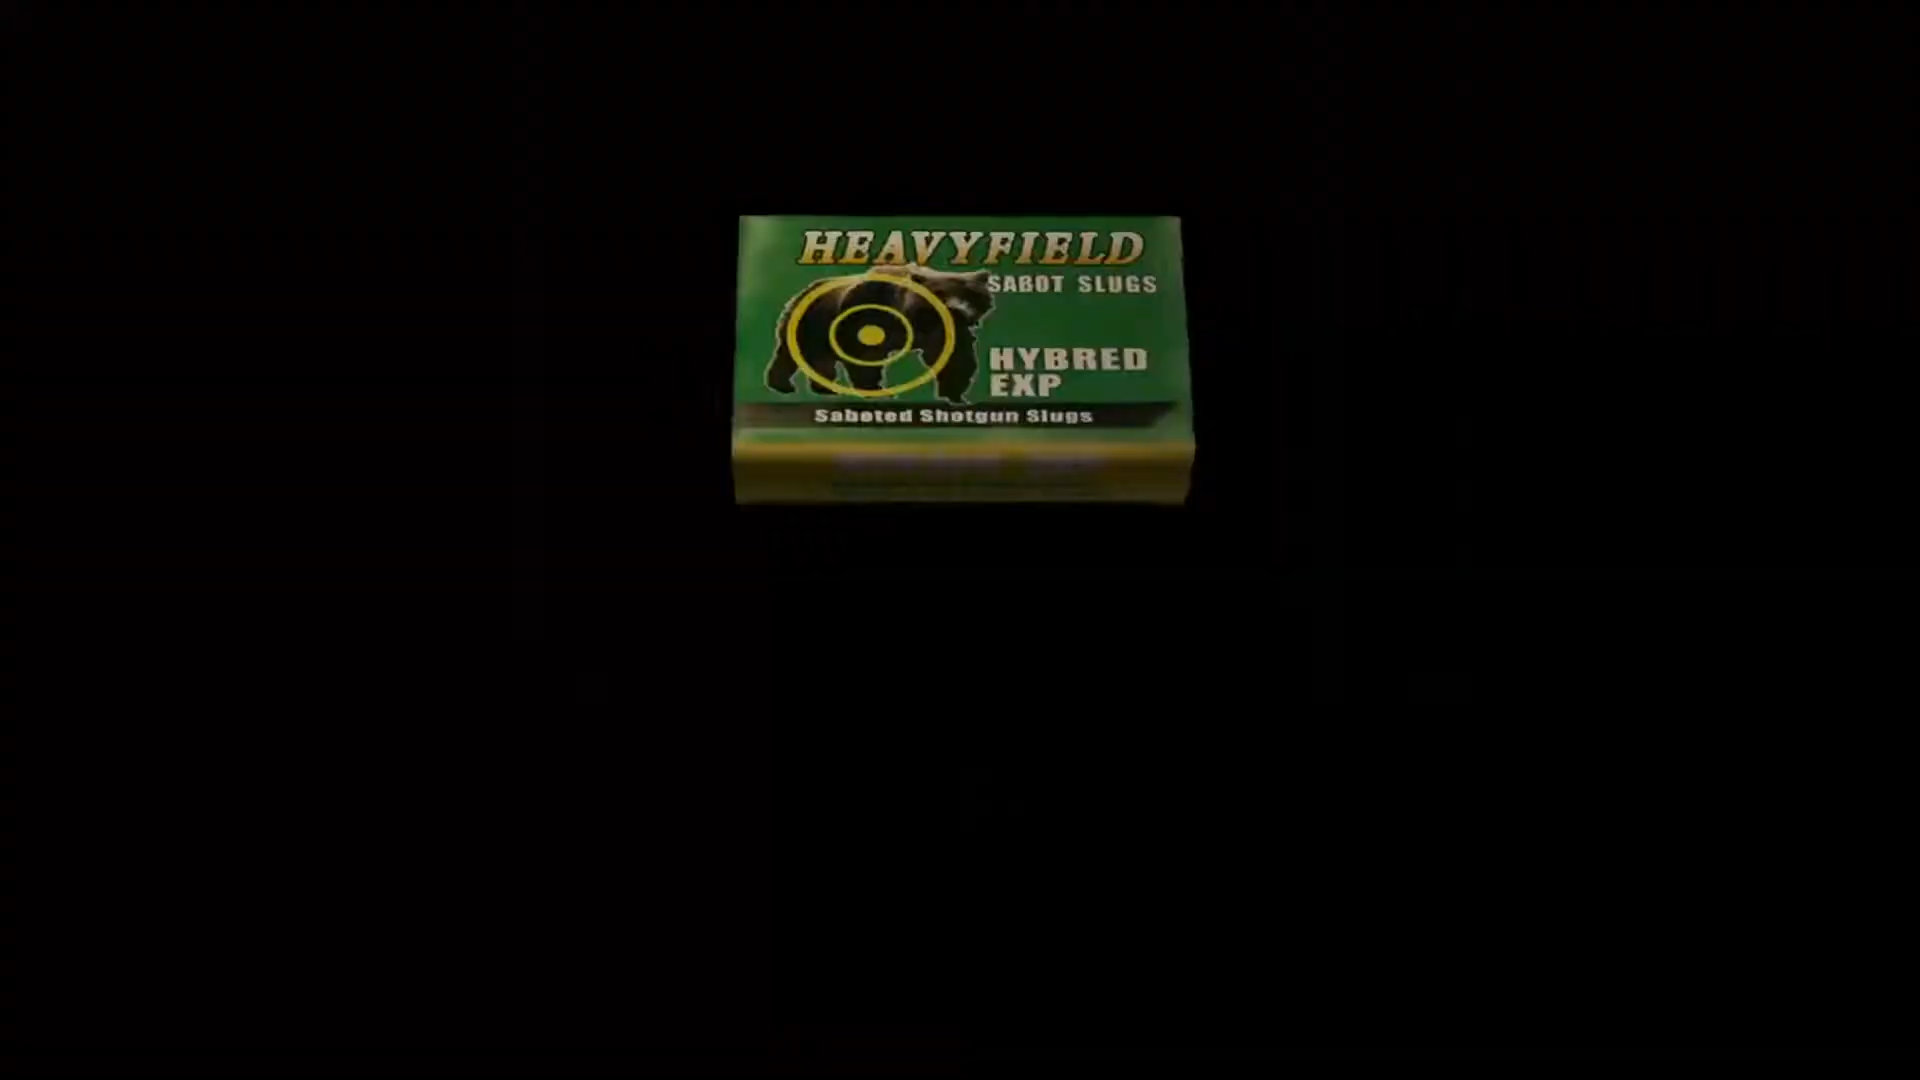 HEAVYFIELD
SABOT SLUGS
HYBRED
EXP
Saboted Shotgun Slugs